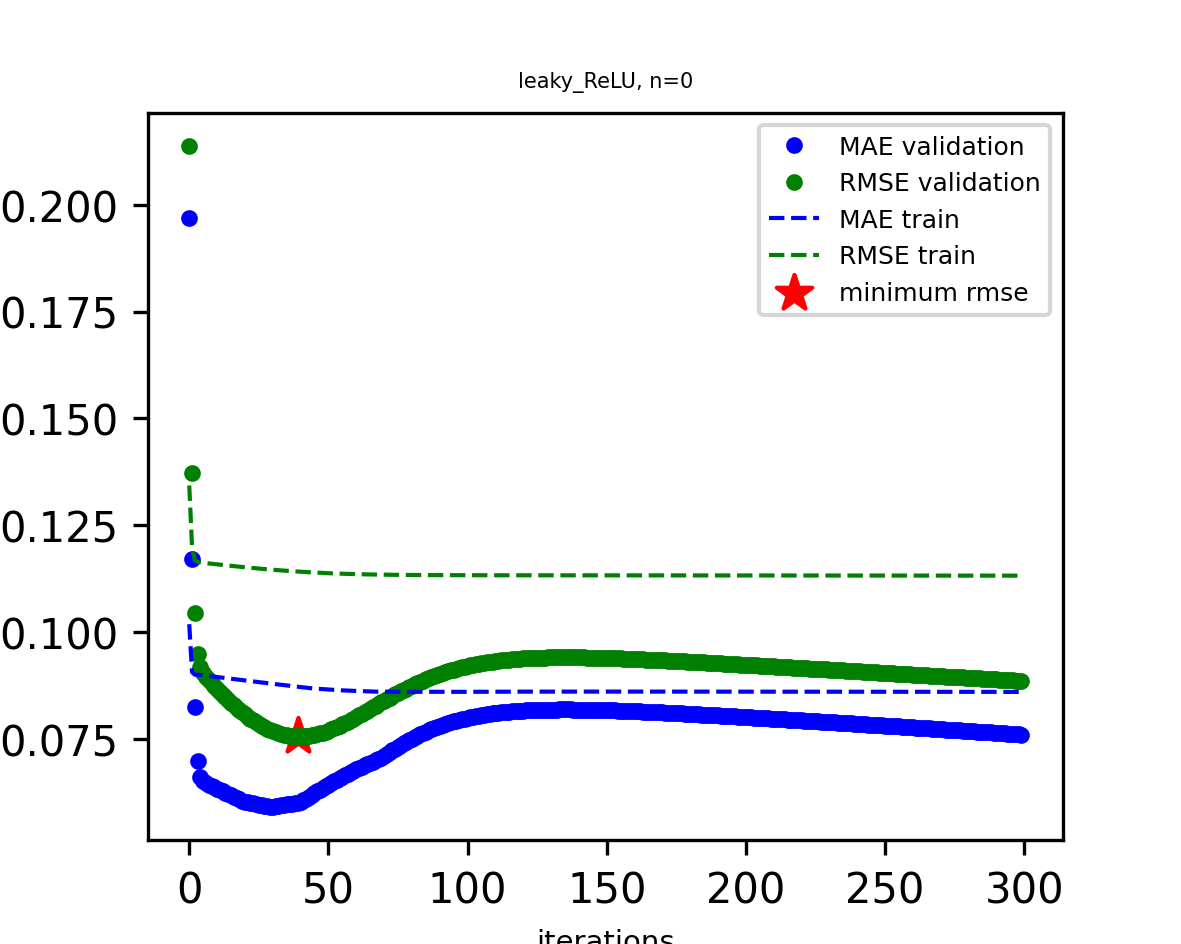 leaky_ReLU, n=0
MAE validation
RMSE validation
MAE train
RMSE train
minimum rmse
0.200
0.175
0.150
0.125
0.100
0.075
0 50 100 150 200 250 300
iterations